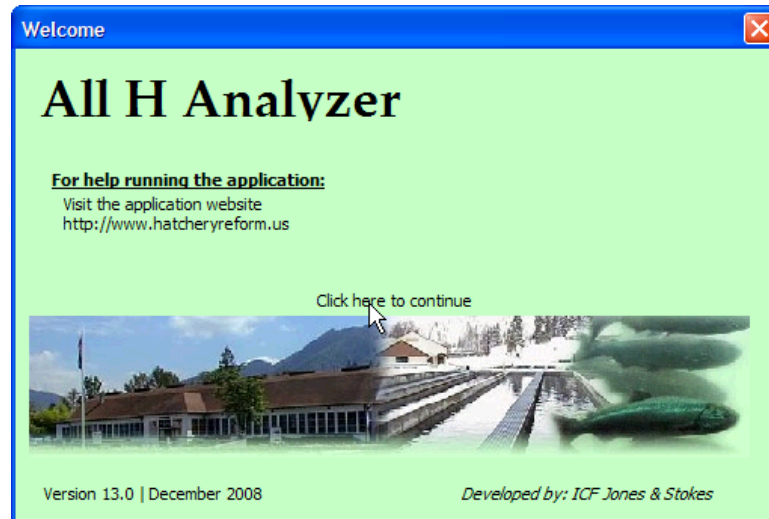 Welcome
All H Analyzer
For help running the application:
Visit the application website
http://www.hatcheryreform.us
Click here to continue
Version 13.0 | December 2008
Developed by: ICF Jones & Stokes